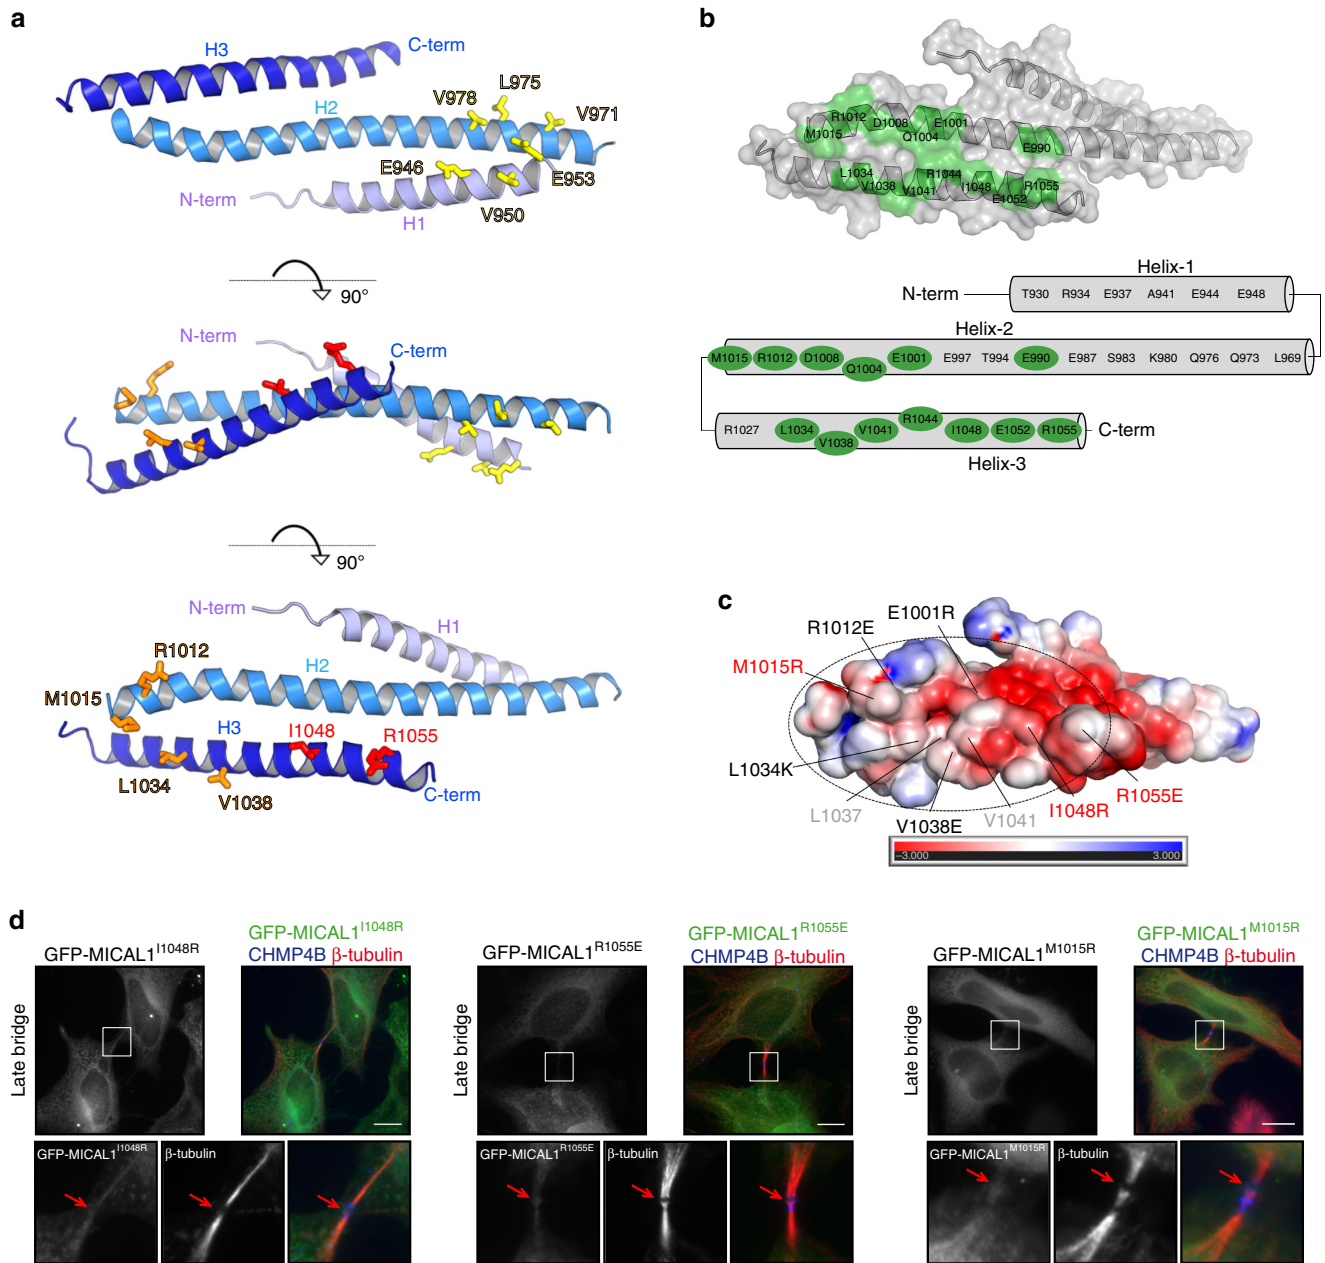 a
H3
C-term
L975
V978
V971
H2
E946
E953
N-term
V950
H1
90°
N-term
C-term
90°
N-term
H1
R1012
H2
M1015
H3
I1048
R1055
L1034
V1038
C-term
b
R1012
D1008
E1001
M1015
Q1004
E990
L1034
R1044
V1038
V1041
I1048
R1055
E1052
Helix-1
N-term
T930 R934 E937 A941 E944 E948
Helix-2
M1015 R1012 D1008 Q1004 E1001 E997 T994 E990 E987 S983 K980 Q976 Q973 L969
R1027 L1034 V1038 V1041 R1044 I1048 E1052 R1055
C-term
Helix-3
c
E1001R
R1012E
M1015R
L1034K
L1037
V1038E
V1041
I1048R
R1055E
−3.000 3.000
d
GFP-MICAL1I1048R
GFP-MICAL1I1048R
CHMP4B β-tubulin
Late bridge
GFP-MICAL1I1048R
β-tubulin
GFP-MICAL1R1055E
GFP-MICAL1R1055E
CHMP4B β-tubulin
Late bridge
GFP-MICAL1R1055E
β-tubulin
GFP-MICAL1M1015R
GFP-MICAL1M1015R
CHMP4B β-tubulin
Late bridge
GFP-MICAL1M1015R
β-tubulin